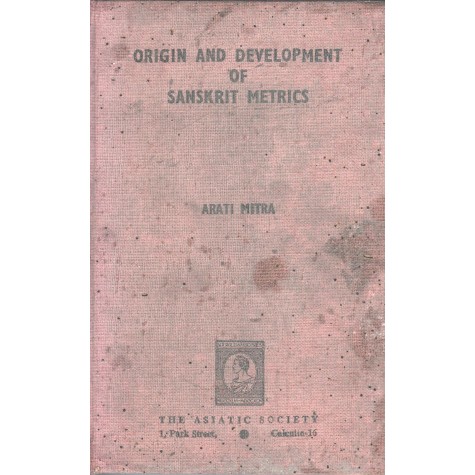 ORIGIN AND DEVELOPMENT
OF
SANSKRIT METRICS
ARATI MITRA
THE ASIATIC SOCIETY
1, Park Street, Calcutta-16